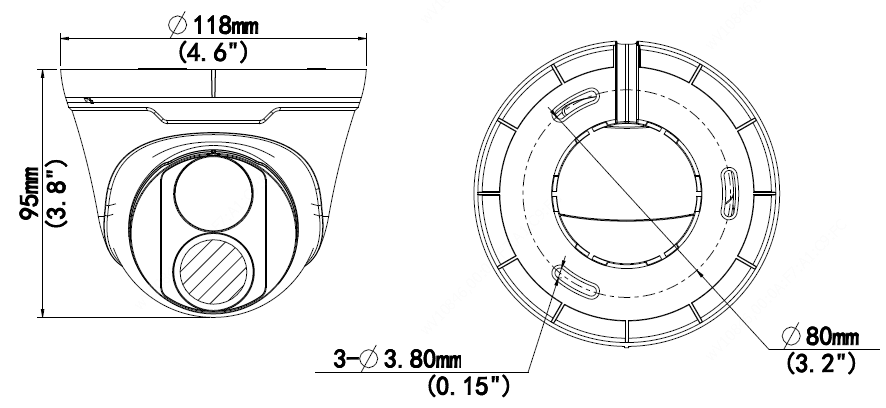 ∅ 118mm
(4.6")
95mm
(3.8")
∅ 80mm
(3.2")
3-∅ 3.80mm
(0.15")